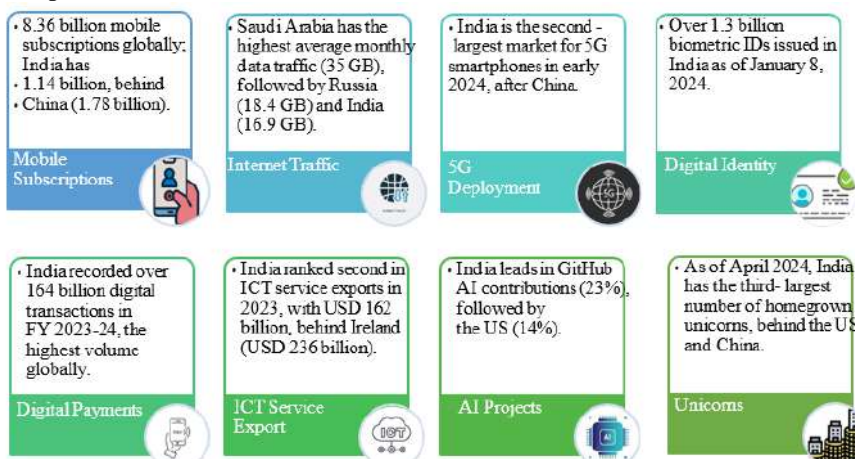 • 8.36 billion mobile
subscriptions globally;
India has
• 1.14 billion, behind
• China (1.78 billion).
Mobile
Subscriptions
• Saudi Arabia has the
highest average monthly
data traffic (35 GB),
followed by Russia
(18.4 GB) and India
(16.9 GB).
Internet Traffic
• India is the second -
largest market for 5G
smartphones in early
2024, after China.
5G
Deployment
5G
• Over 1.3 billion
biometric IDs issued in
India as of January 8,
2024.
Digital Identity
• India recorded over
164 billion digital
transactions in
FY 2023-24, the
highest volume
globally.
Digital Payments
• India ranked second in
ICT service exports in
2023, with USD 162
billion, behind Ireland
(USD 236 billion).
ICT Service
Export
IOT
• India leads in GitHub
AI contributions (23%),
followed by
the US (14%).
AI Projects
AI
• As of April 2024, India
has the third- largest
number of homegrown
unicorns, behind the US
and China.
Unicorns